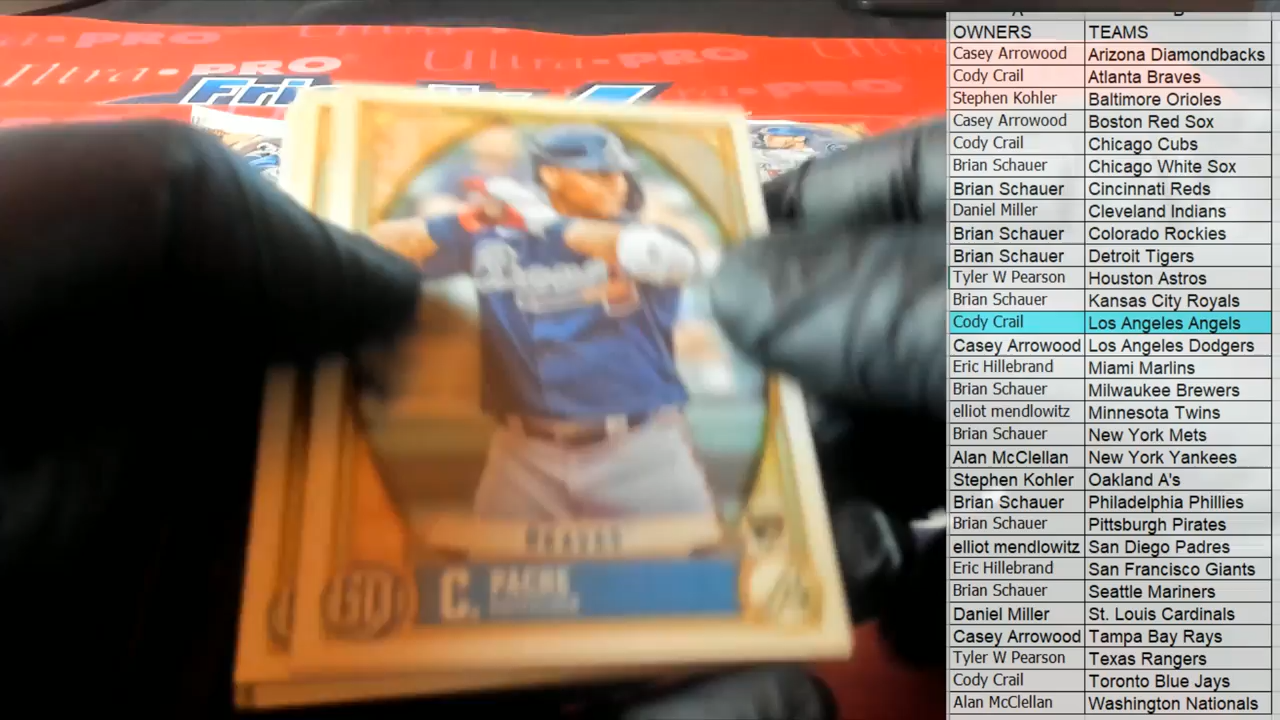 A B
OWNERS TEAMS
Casey Arrowood Arizona Diamondbacks
Cody Crail Atlanta Braves
Stephen Kohler Baltimore Orioles
Casey Arrowood Boston Red Sox
Cody Crail Chicago Cubs
Brian Schauer Chicago White Sox
Brian Schauer Cincinnati Reds
Daniel Miller Cleveland Indians
Brian Schauer Colorado Rockies
Brian Schauer Detroit Tigers
Tyler W Pearson Houston Astros
Brian Schauer Kansas City Royals
Cody Crail Los Angeles Angels
Casey Arrowood Los Angeles Dodgers
Eric Hillebrand Miami Marlins
Brian Schauer Milwaukee Brewers
elliot mendlowitz Minnesota Twins
Brian Schauer New York Mets
Alan McClellan New York Yankees
Stephen Kohler Oakland A's
Brian Schauer Philadelphia Phillies
Brian Schauer Pittsburgh Pirates
elliot mendlowitz San Diego Padres
Eric Hillebrand San Francisco Giants
Brian Schauer Seattle Mariners
Daniel Miller St. Louis Cardinals
Casey Arrowood Tampa Bay Rays
Tyler W Pearson Texas Rangers
Cody Crail Toronto Blue Jays
Alan McClellan Washington Nationals
Ultra PRO
Ultra PRO
Fri
BRAVES
C. PACHE
GQ